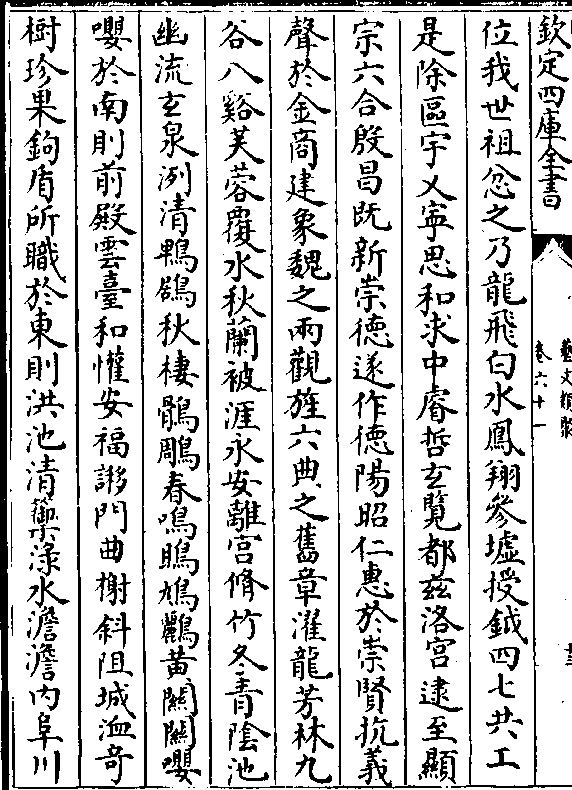 欽定四庫全書
藝文類聚
卷六十一
位我世祖忿之乃龍飛白水鳳翔參墟授鉞四七共工
是除區宇乂寧思和求中睿哲玄覽都兹洛宫逮至顯
宗六合殷昌既新崇德遂作德陽昭仁惠於崇賢抗義
聲於金商建象魏之兩觀旌六典之舊章濯龍芳林九
谷八谿芙蓉覆水秋蘭被涯永安離宫脩竹冬青陰池
幽流玄泉洌清鵯鶋秋棲鶻鵰春鳴鵙鳩鸝黄關關嚶
嚶於南則前殿雲臺和懽安福謻門曲榭斜阻城洫竒
樹珍果鉤盾所職於東則洪池清籞淥水澹澹内阜川